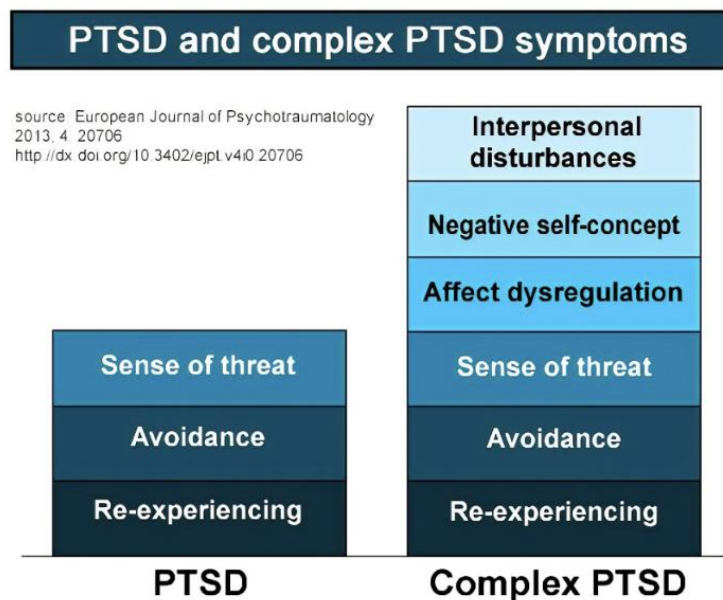 PTSD and complex PTSD symptoms
source European Journal of Psychotraumatology
2013, 4 20706
http://dx.doi.org/10.3402/ejpt.v4i0.20706
Interpersonal
disturbances
Negative self-concept
Affect dysregulation
Sense of threat
Avoidance
Re-experiencing
Sense of threat
Avoidance
Re-experiencing
PTSD
Complex PTSD